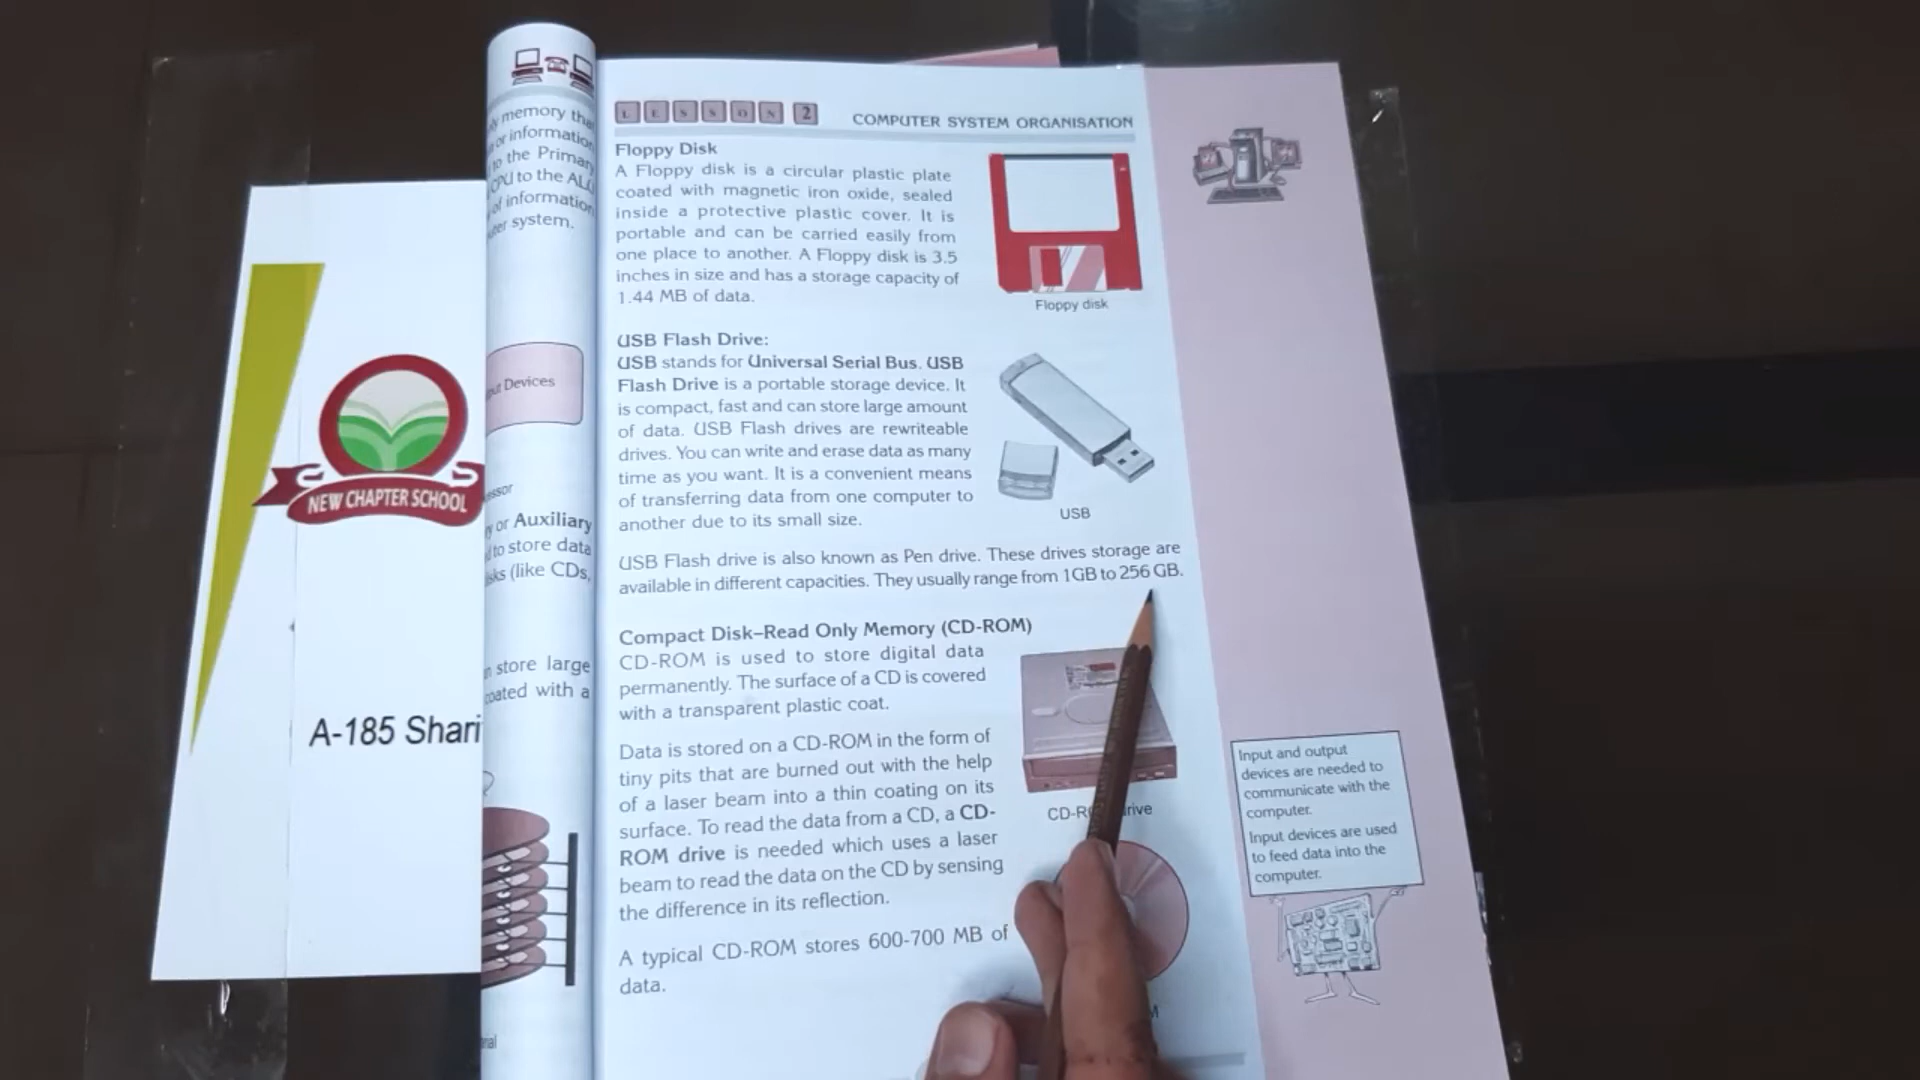 NEW CHAPTER SCHOOL
A-185 Shari
memory tha
or information
to the Primary
CPU to the ALU
of information
system.
Devices
or Auxiliary
to store data
(like CDs,
store large
coated with a
LESSON 2
COMPUTER SYSTEM ORGANISATION
Floppy Disk
A Floppy disk is a circular plastic plate
coated with magnetic iron oxide, sealed
inside a protective plastic cover. It is
portable and can be carried easily from
one place to another. A Floppy disk is 3.5
inches in size and has a storage capacity of
1.44 MB of data.
Floppy disk
USB Flash Drive:
USB stands for Universal Serial Bus. USB
Flash Drive is a portable storage device. It
is compact, fast and can store large amount
of data. USB Flash drives are rewriteable
drives. You can write and erase data as many
time as you want. It is a convenient means
of transferring data from one computer to
another due to its small size.
USB
USB Flash drive is also known as Pen drive. These drives storage are
available in different capacities. They usually range from 1GB to 256 GB.
Compact Disk–Read Only Memory (CD-ROM)
CD-ROM is used to store digital data
permanently. The surface of a CD is covered
with a transparent plastic coat.
Data is stored on a CD-ROM in the form of
tiny pits that are burned out with the help
of a laser beam into a thin coating on its
surface. To read the data from a CD, a CD-
ROM drive is needed which uses a laser
beam to read the data on the CD by sensing
the difference in its reflection.
A typical CD-ROM stores 600-700 MB of
data.
Input and output
devices are needed to
communicate with the
computer.
Input devices are used
to feed data into the
computer.